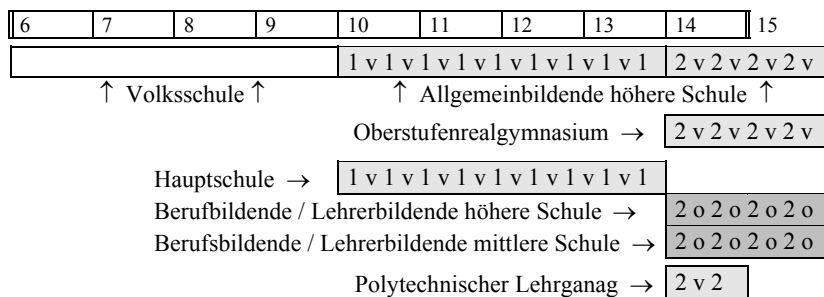 6 7 8 9 10 11 12 13 14 15
1 v 1 v 1 v 1 v 1 v 1 v 1 v 1 2 v 2 v 2 v 2 v
↑ Volksschule ↑ ↑ Allgemeinbildende höhere Schule ↑
Oberstufenrealgymnasium → 2 v 2 v 2 v 2 v
Hauptschule → 1 v 1 v 1 v 1 v 1 v 1 v 1 v 1
Berufbildende / Lehrerbildende höhere Schule → 2 o 2 o 2 o 2 o
Berufsbildende / Lehrerbildende mittlere Schule → 2 o 2 o 2 o 2 o
Polytechnischer Lehrganag → 2 v 2